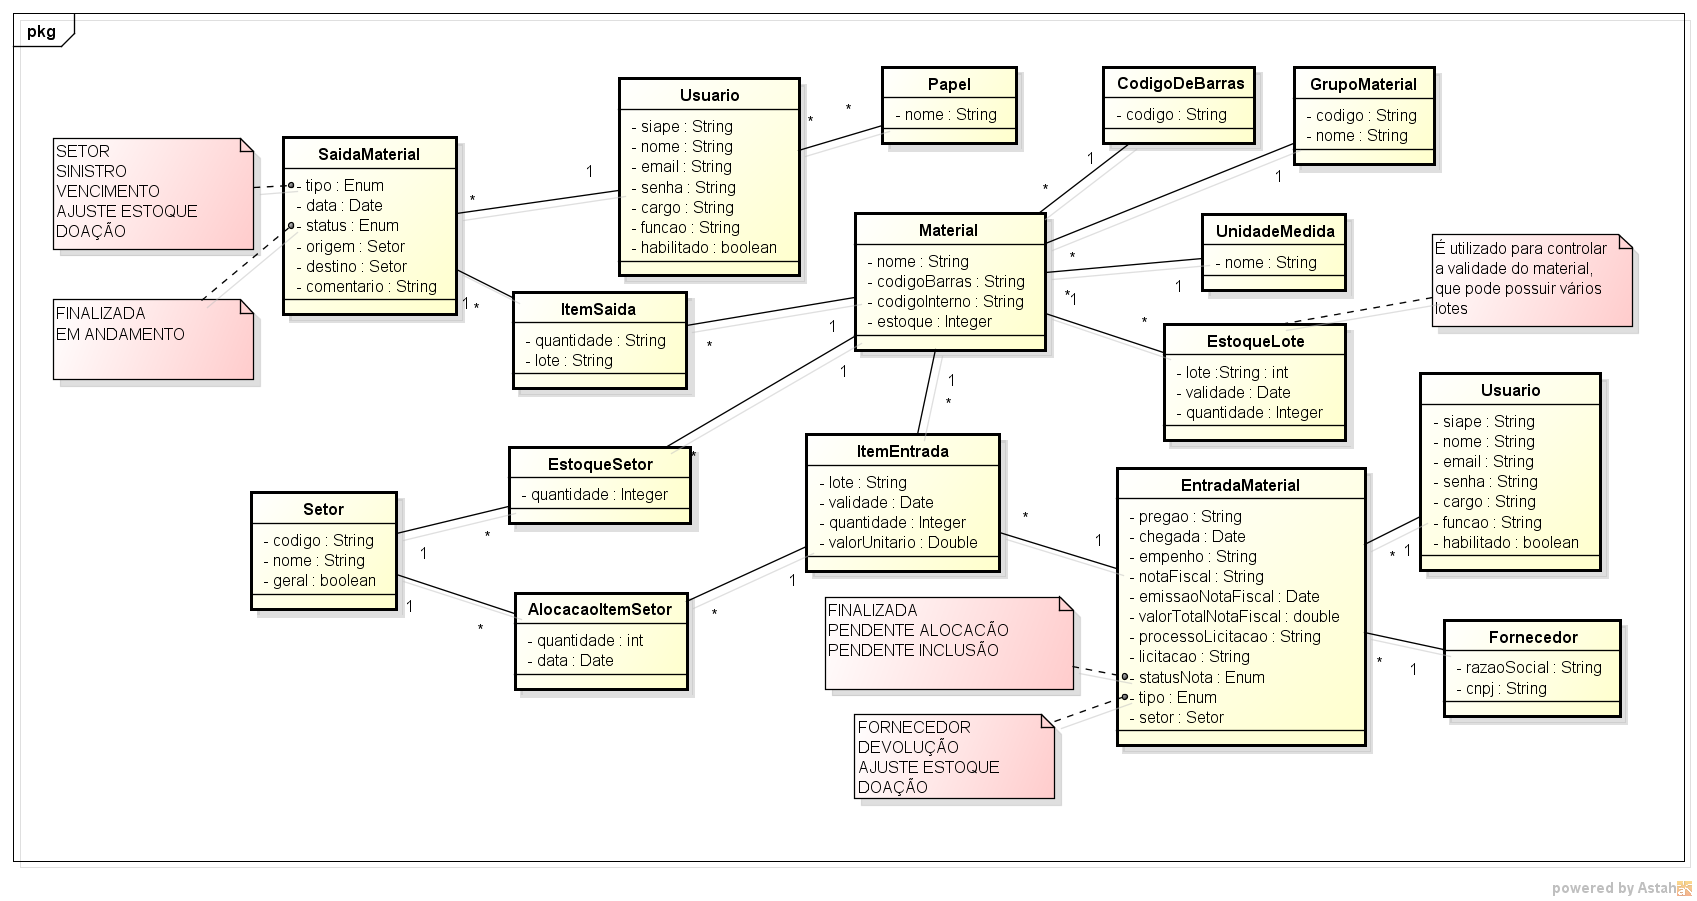 pkg
SETOR
SINISTRO
VENCIMENTO
AJUSTE ESTOQUE
DOAÇÃO
FINALIZADA
EM ANDAMENTO
SaidaMaterial
- tipo : Enum
- data : Date
- status : Enum
- origem : Setor
- destino : Setor
- comentario : String
*
1
1
*
Usuario
- siape : String
- nome : String
- email : String
- senha : String
- cargo : String
- funcao : String
- habilitado : boolean
*
*
Papel
- nome : String
CodigoDeBarras
- codigo : String
1
*
GrupoMaterial
- codigo : String
- nome : String
1
*
Material
- nome : String
- codigoBarras : String
- codigoInterno : String
- estoque : Integer
UnidadeMedida
- nome : String
1
*
1
*
É utilizado para controlar
a validade do material,
que pode possuir vários
lotes
EstoqueLote
- lote :String : int
- validade : Date
- quantidade : Integer
ItemSaida
- quantidade : String
- lote : String
*
1
1
*
1
*
EstoqueSetor
- quantidade : Integer
*
1
Setor
- codigo : String
- nome : String
- geral : boolean
1
*
AlocacaoItemSetor
- quantidade : int
- data : Date
*
1
ItemEntrada
- lote : String
- validade : Date
- quantidade : Integer
- valorUnitario : Double
*
1
FINALIZADA
PENDENTE ALOCACÃO
PENDENTE INCLUSÃO
FORNECEDOR
DEVOLUÇÃO
AJUSTE ESTOQUE
DOAÇÃO
EntradaMaterial
- pregao : String
- chegada : Date
- empenho : String
- notaFiscal : String
- emissaoNotaFiscal : Date
- valorTotalNotaFiscal : double
- processoLicitacao : String
- licitacao : String
- statusNota : Enum
- tipo : Enum
- setor : Setor
*
1
Usuario
- siape : String
- nome : String
- email : String
- senha : String
- cargo : String
- funcao : String
- habilitado : boolean
*
1
Fornecedor
- razaoSocial : String
- cnpj : String
powered by Astah